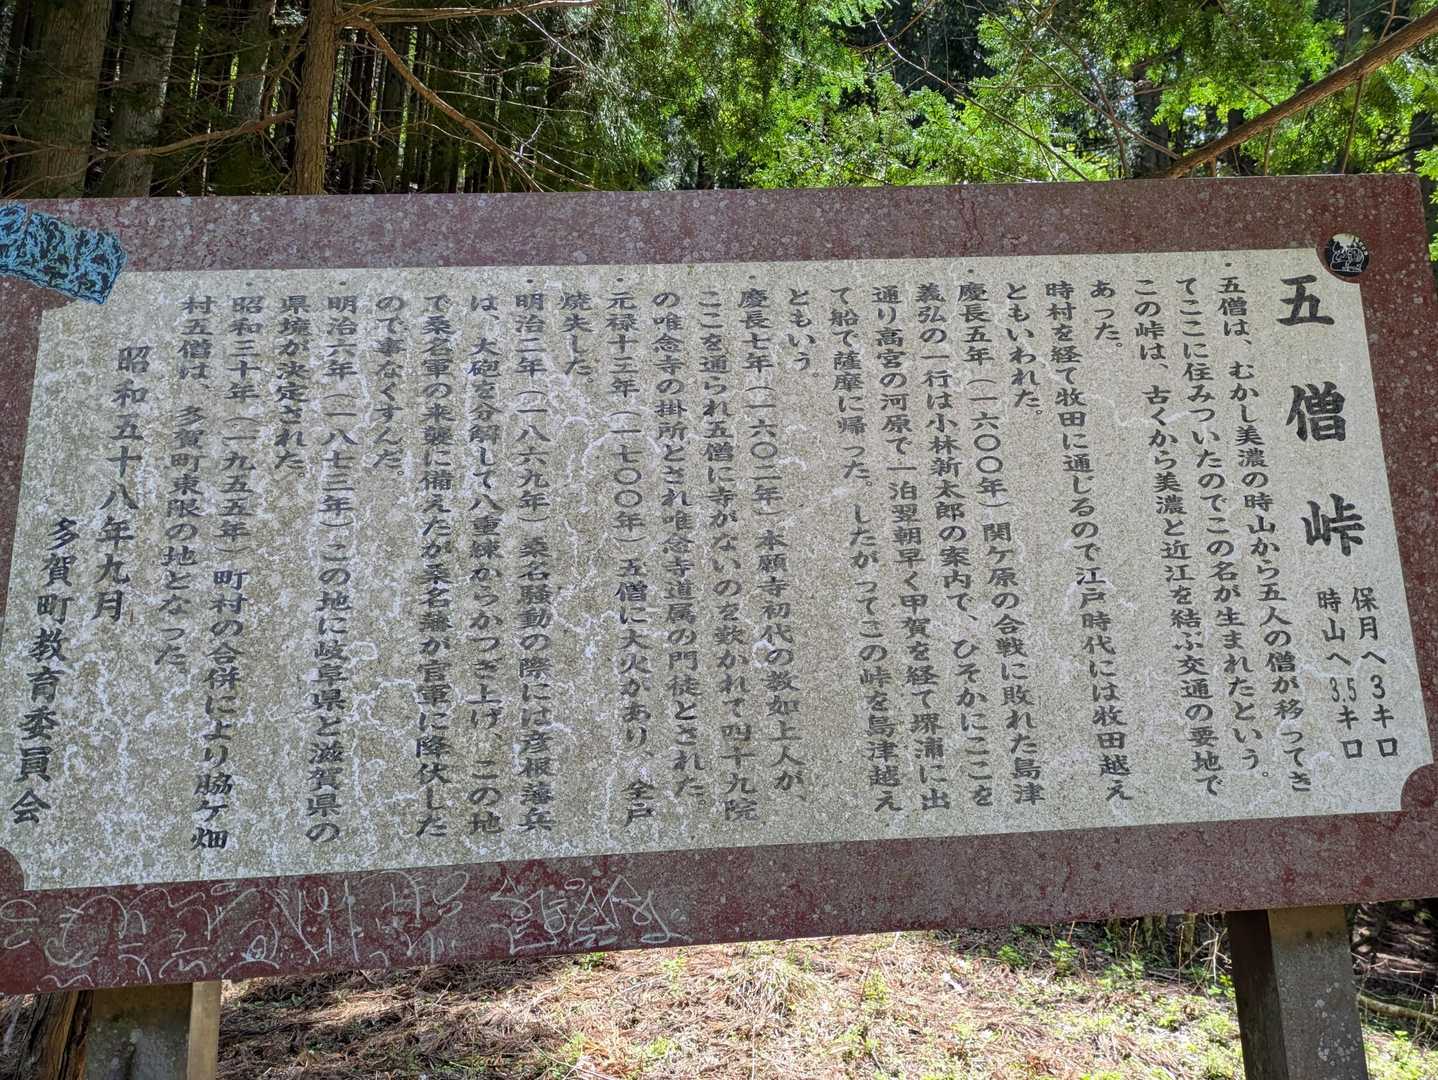 五僧峠
保月へ3キロ
時山へ3.5キロ
・五僧は、むかし美濃の時山から五人の僧が移ってき
てここに住みついたのでこの名が生まれたという。
この峠は、古くから美濃と近江を結ぶ交通の要地で
あった。
時村を経て牧田に通じるので江戸時代には牧田越え
ともいわれた。
・慶長五年（一六〇〇年）関ケ原の合戦に敗れた島津
義弘の一行は小林新太郎の案内で、ひそかにここを
通り高宮の河原で一泊翌朝早く甲賀を経て堺浦に出
て船で薩摩に帰った。したがってこの峠を島津越え
ともいう。
・慶長七年（一六〇二年）本願寺初代の教如上人が、
ここを通られ五僧に寺がないのを歎かれて四十九院
の唯念寺の掛所とされ唯念寺道属の門徒とされた。
・元禄十三年（一七〇〇年）五僧に大火があり、全戸
焼失した。
・明治二年（一八六九年）桑名騒動の際には彦根藩兵
は、大砲を分解して八重練からかつぎ上げ、この地
で桑名軍の来襲に備えたが桑名藩が官軍に降伏した
ので事なくすんだ。
・明治六年（一八七三年）この地に岐阜県と滋賀県の
県境が決定された。
・昭和三十年（一九五五年）町村の合併により脇ケ畑
村五僧は、多賀町東限の地となった。
昭和五十八年九月
多賀町教育委員会